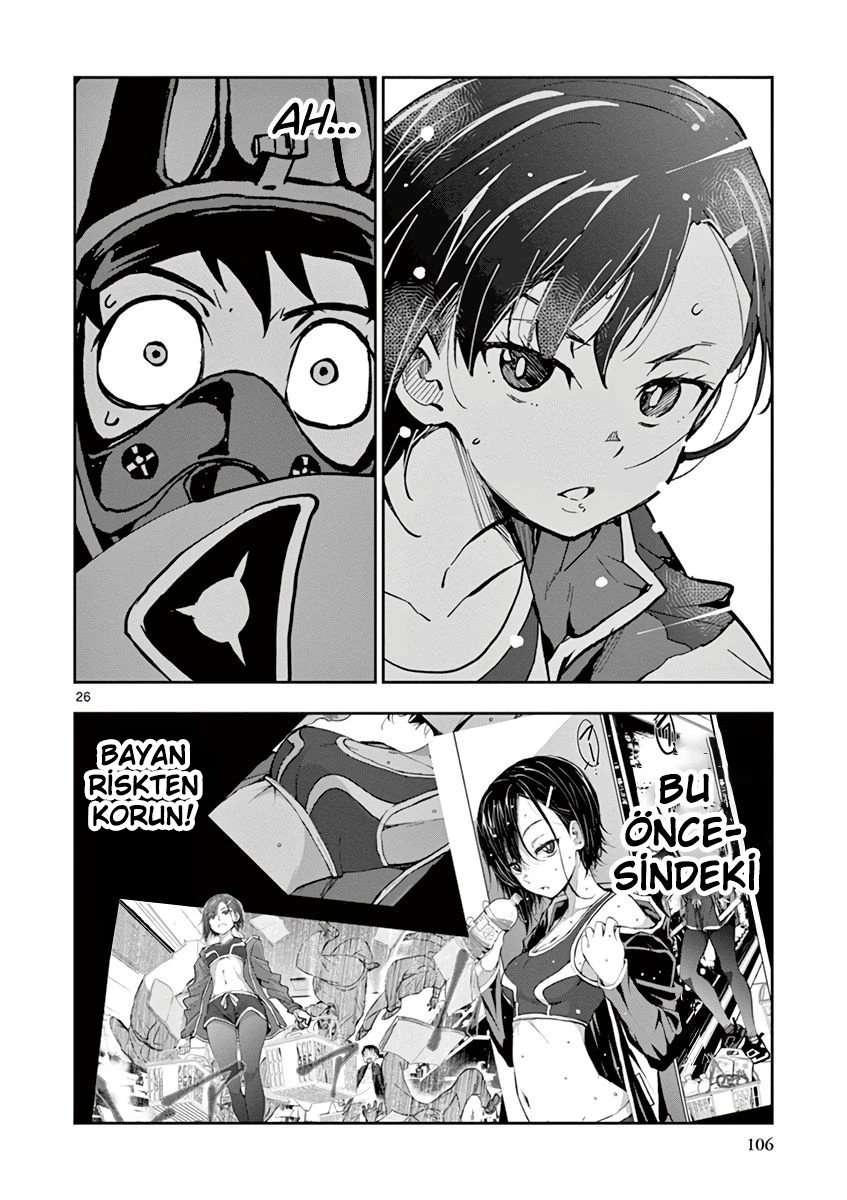 AH...
26
BU
ÖNCE-
SİNDEKİ
BAYAN
RİSKTEN
KORUN!
106